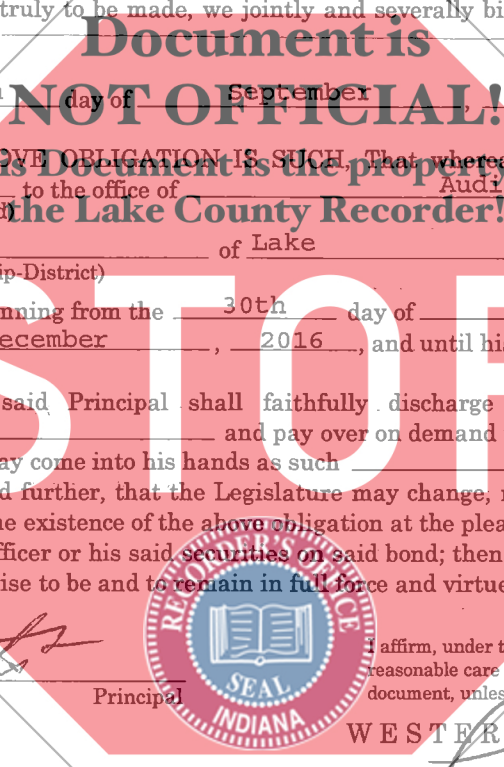 truly to be made, we jointly and severally bi
Document is
day of September ,
NOT OFFICIAL!
OVE OBLIGATION IS SUCH, That wherea
is Document is the property
to the office of Audi
the Lake County Recorder!
of Lake
ip-District)
nning from the 30th day of
ecember , 2016 , and until his
STOP
said Principal shall faithfully discharge
and pay over on demand
ay come into his hands as such
d further, that the Legislature may change,
he existence of the above obligation at the plea
fficer or his said securities on said bond; then
ise to be and to remain in full force and virtue
RECORDER'S OFFICE
SEAL
INDIANA
Principal
I affirm, under t
reasonable care
document, unles
WESTER